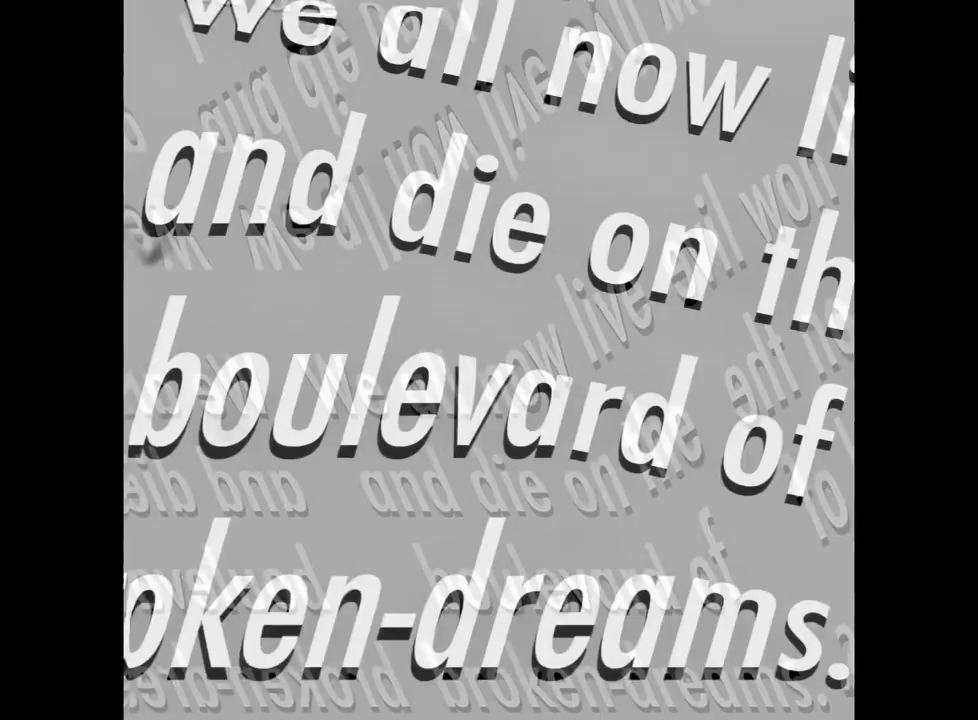 we all now li
and die on th
boulevard of
oken-dreams.